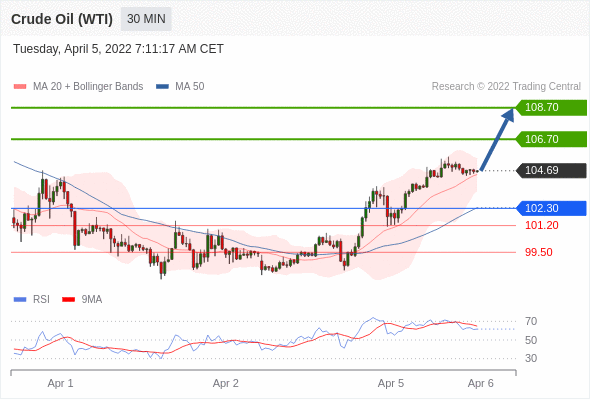 Crude Oil (WTI) 30 MIN
Tuesday, April 5, 2022 7:11:17 AM CET
MA 20 + Bollinger Bands MA 50 Research © 2022 Trading Central
108.70
106.70
104.69
102.30
101.20
99.50
RSI 9MA
70
50
30
Apr 1 Apr 2 Apr 5 Apr 6